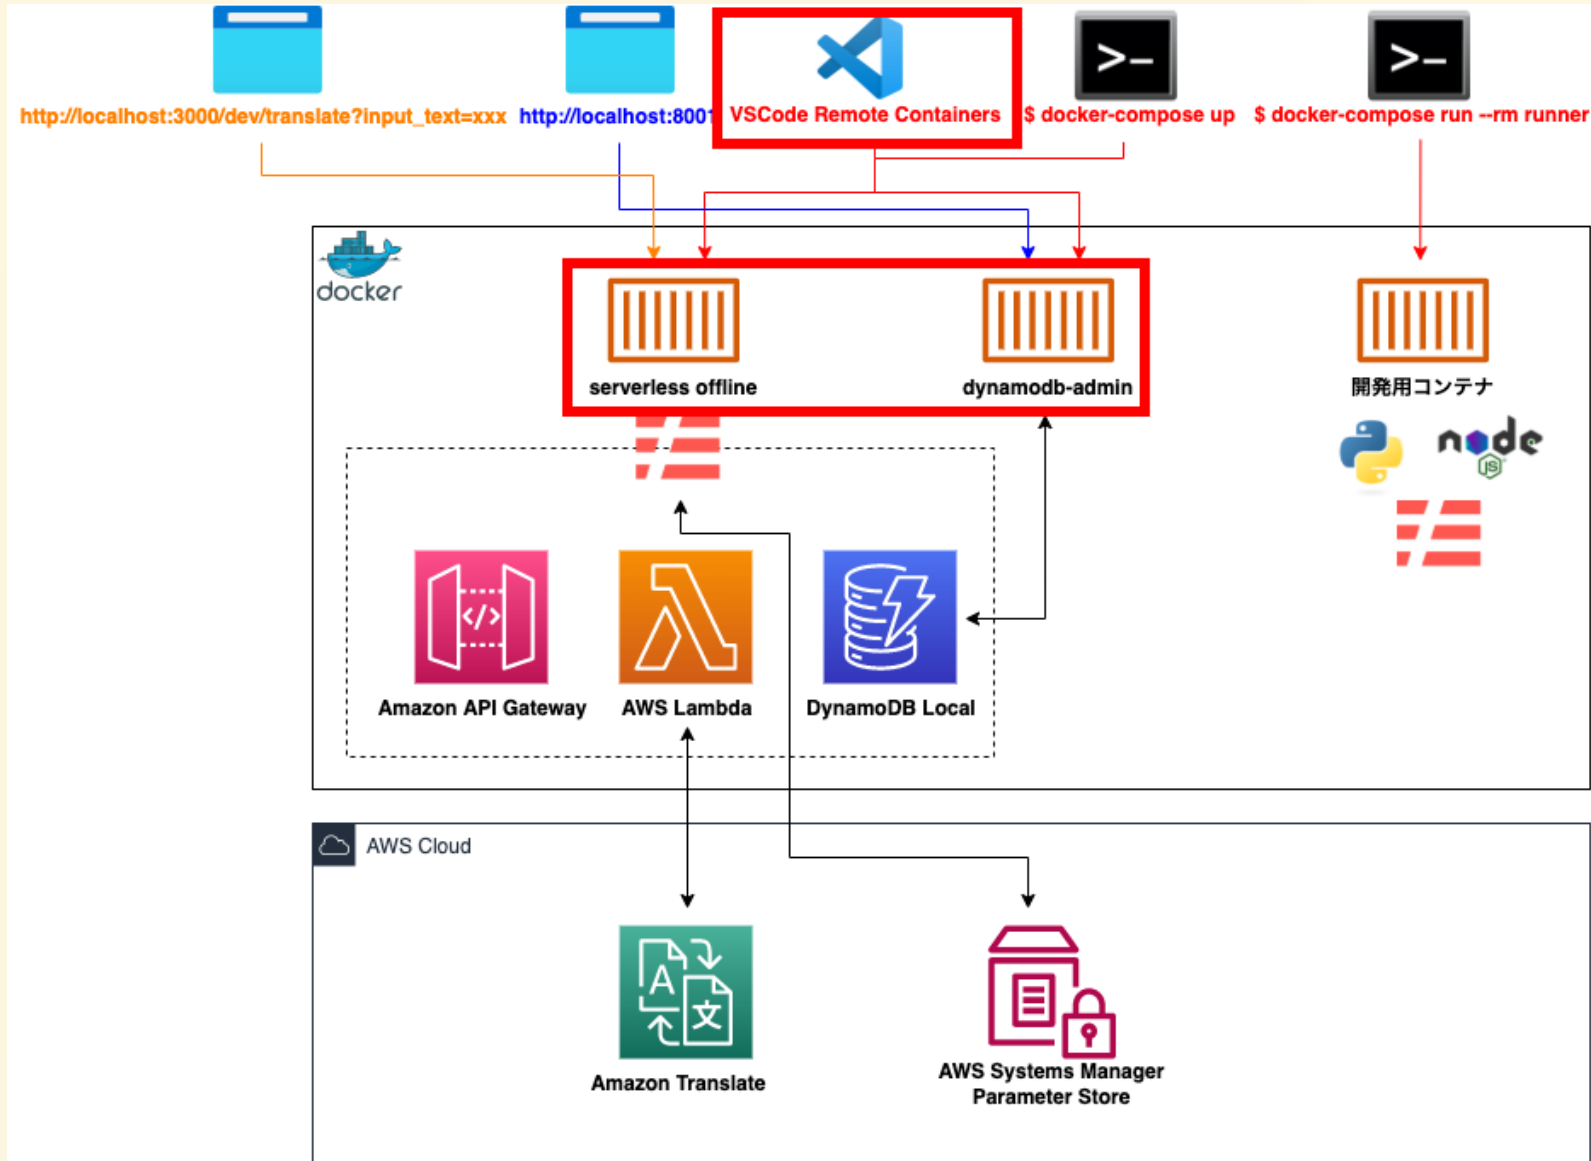 http://localhost:3000/dev/translate?input_text=xxx
http://localhost:8001
VSCode Remote Containers
$ docker-compose up
$ docker-compose run --rm runner
>_
>_
docker
serverless offline
dynamodb-admin
開発用コンテナ
node
JS
</>
Amazon API Gateway
AWS Lambda
DynamoDB Local
AWS Cloud
A
文
Amazon Translate
AWS Systems Manager
Parameter Store